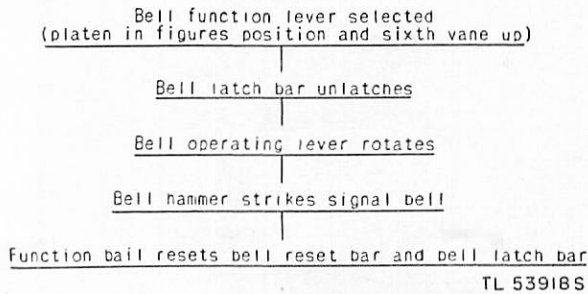 Bell function lever selected
(platen in figures position and sixth vane up)
Bell latch bar unlatches
Bell operating lever rotates
Bell hammer strikes signal bell
Function bail resets bell reset bar and bell latch bar
TL 53918S